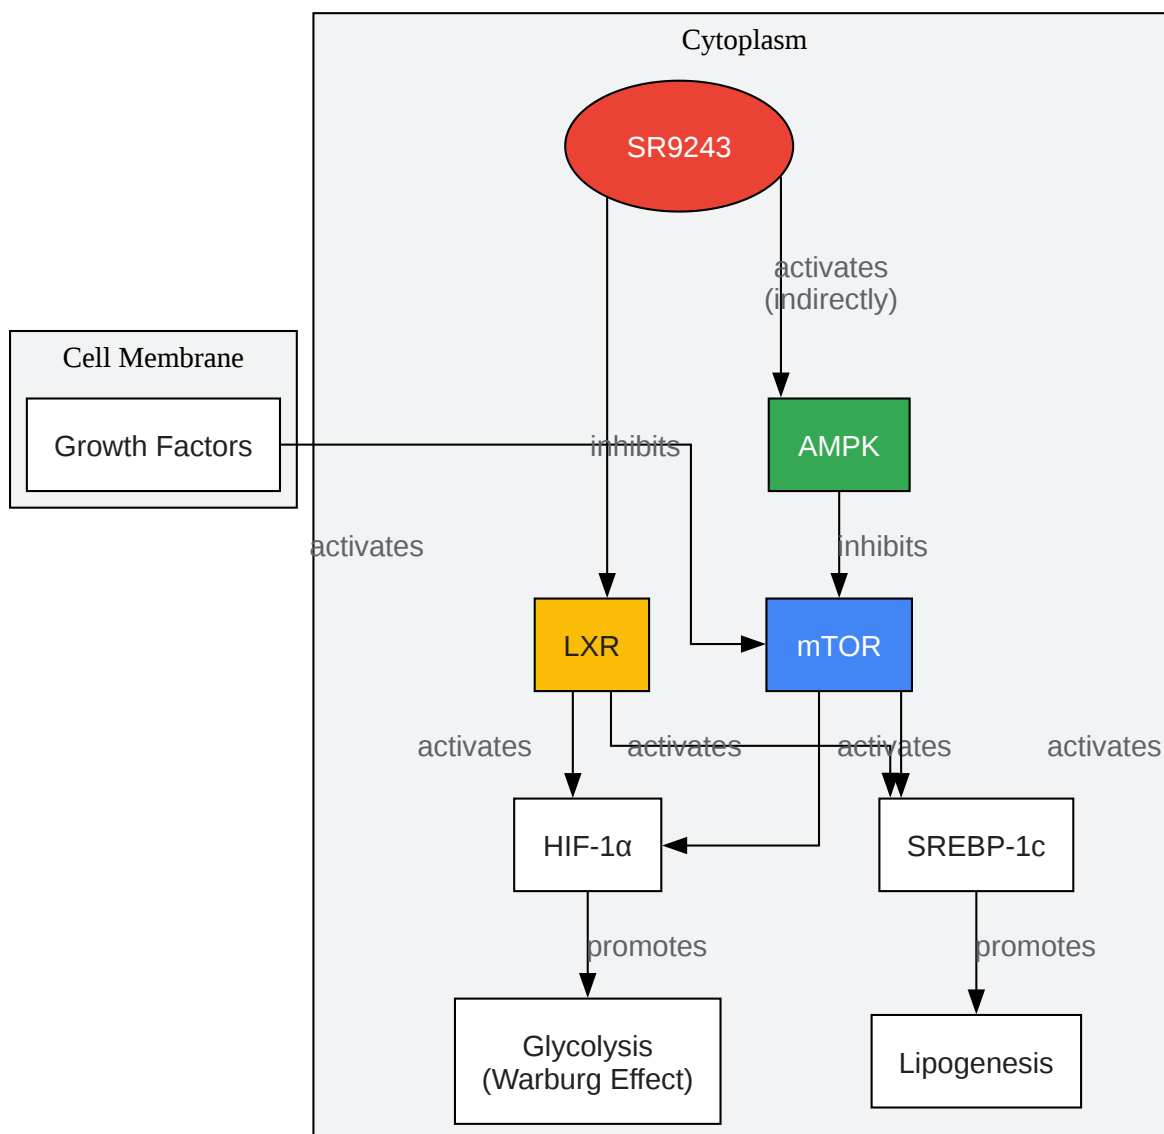 Cytoplasm
SR9243
activates
(indirectly)
Cell Membrane
Growth Factors
inhibits
AMPK
activates
inhibits
LXR
mTOR
activates
activates
activates
activates
HIF-1α
SREBP-1c
promotes
promotes
Glycolysis
(Warburg Effect)
Lipogenesis